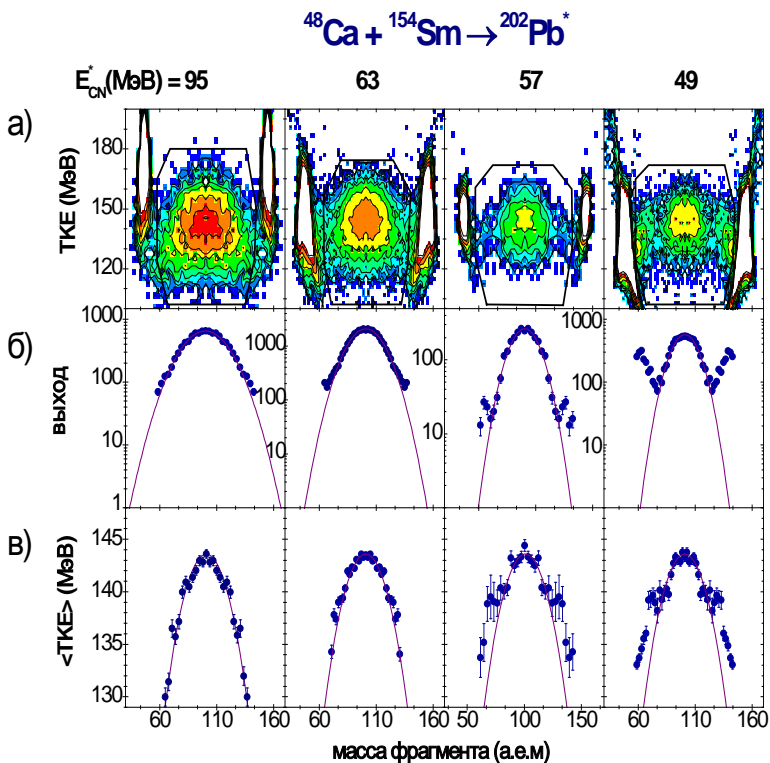 ⁴⁸Ca + ¹⁵⁴Sm → ²⁰²Pb*
E*CN(МэВ) = 95 63 57 49
а)
TKE (МэВ)
180
150
120
б)
выход
1000
100
10
1
1000
100
10
100
10
1000
100
10
в)
<TKE> (МэВ)
145
140
135
130
60 110 160 60 110 160 50 100 150 60 110 160
масса фрагмента (а.е.м)